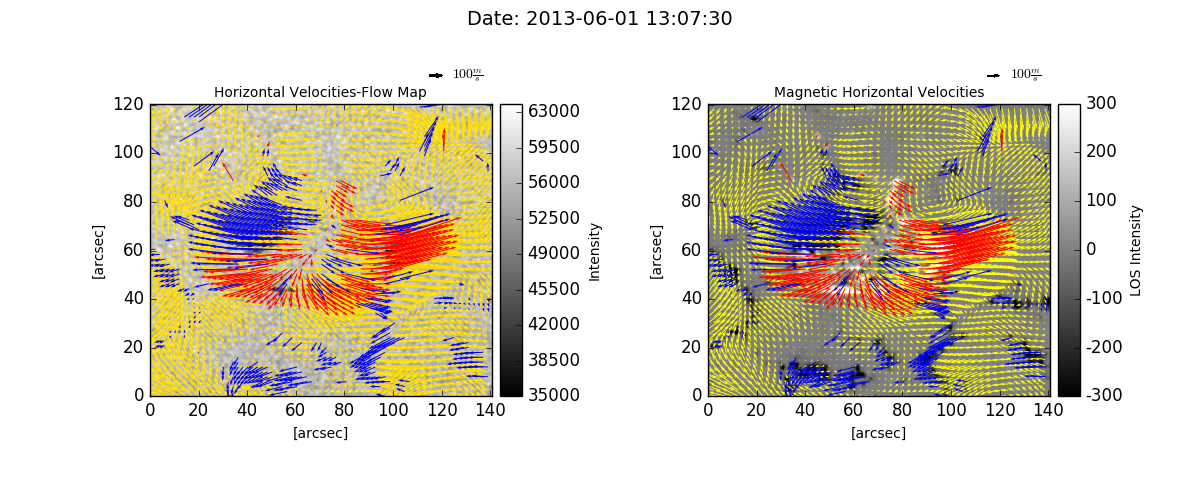 Date: 2013-06-01 13:07:30
100 m/s
100 m/s
Horizontal Velocities-Flow Map
Magnetic Horizontal Velocities
120
100
80
60
40
20
0
[arcsec]
0 20 40 60 80 100 120 140
[arcsec]
63000
59500
56000
52500
49000
45500
42000
38500
35000
Intensity
120
100
80
60
40
20
0
[arcsec]
0 20 40 60 80 100 120 140
[arcsec]
300
200
100
0
-100
-200
-300
LOS Intensity